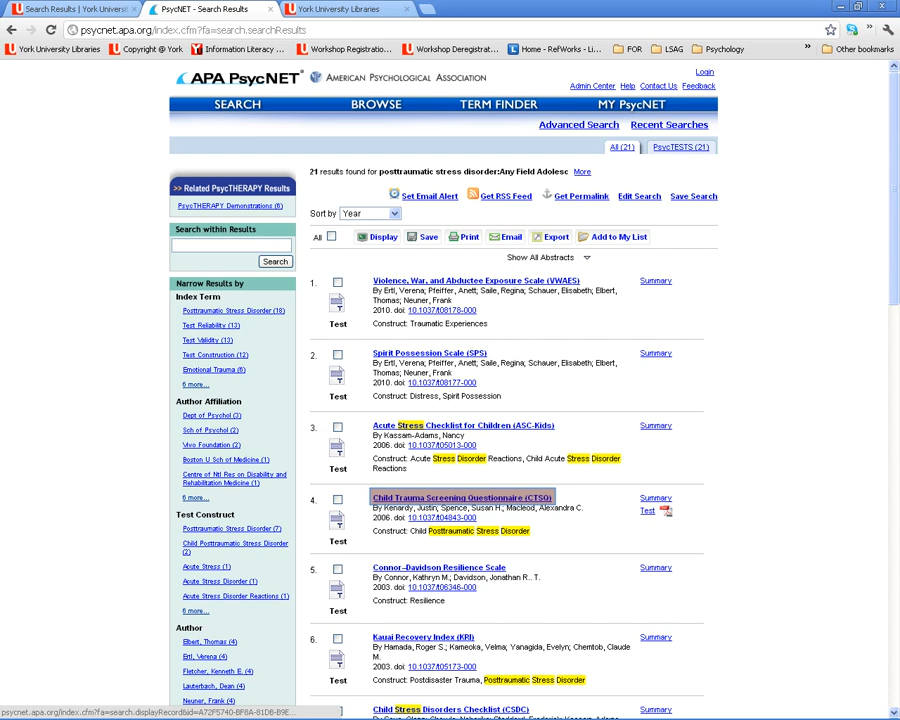 Search Results | York Universit
PsycNET - Search Results
York University Libraries
psycnet.apa.org/index.cfm?fa=search.searchResults
York University Libraries
Copyright @ York
Information Literacy ...
Workshop Registratio...
Workshop Deregistrat...
Home - RefWorks - Li...
FOR
LSAG
Psychology
»
Other bookmarks
APA PsycNET®
AMERICAN PSYCHOLOGICAL ASSOCIATION
Login
Admin Center Help Contact Us Feedback
SEARCH BROWSE TERM FINDER MY PsycNET
Advanced Search Recent Searches
All (21) PsycTESTS (21)
>> Related PsycTHERAPY Results
PsycTHERAPY Demonstrations (6)
Search within Results
Search
Narrow Results by
Index Term
Posttraumatic Stress Disorder (18)
Test Reliability (13)
Test Validity (13)
Test Construction (12)
Emotional Trauma (6)
6 more...
Author Affiliation
Dept of Psychol (3)
Sch of Psychol (2)
Vivo Foundation (2)
Boston U Sch of Medicine (1)
Centre of Ntl Res on Disability and
Rehabilitation Medicine (1)
6 more...
Test Construct
Posttraumatic Stress Disorder (7)
Child Posttraumatic Stress Disorder
(2)
Acute Stress (1)
Acute Stress Disorder (1)
Acute Stress Disorder Reactions (1)
6 more...
Author
Elbert, Thomas (4)
Ertl, Verena (4)
Fletcher, Kenneth E. (4)
Lauterbach, Dean (4)
Neuner, Frank (4)
21 results found for posttraumatic stress disorder:Any Field Adolesc More
Set Email Alert Get RSS Feed Get Permalink Edit Search Save Search
Sort by Year
All Display Save Print Email Export Add to My List
Show All Abstracts
1. Violence, War, and Abductee Exposure Scale (VWAES) Summary
By Ertl, Verena; Pfeiffer, Anett; Saile, Regina; Schauer, Elisabeth; Elbert,
Thomas; Neuner, Frank
2010. doi: 10.1037/t08178-000
Test Construct: Traumatic Experiences
2. Spirit Possession Scale (SPS) Summary
By Ertl, Verena; Pfeiffer, Anett; Saile, Regina; Schauer, Elisabeth; Elbert,
Thomas; Neuner, Frank
2010. doi: 10.1037/t08177-000
Test Construct: Distress, Spirit Possession
3. Acute Stress Checklist for Children (ASC-Kids) Summary
By Kassam-Adams, Nancy
2006. doi: 10.1037/t05013-000
Construct: Acute Stress Disorder Reactions, Child Acute Stress Disorder
Test Reactions
4. Child Trauma Screening Questionnaire (CTSQ) Summary
By Kenardy, Justin; Spence, Susan H.; Macleod, Alexandra C. Test
2006. doi: 10.1037/t04843-000
Construct: Child Posttraumatic Stress Disorder
Test
5. Connor-Davidson Resilience Scale Summary
By Connor, Kathryn M.; Davidson, Jonathan R.. T.
2003. doi: 10.1037/t06346-000
Construct: Resilience
Test
6. Kauai Recovery Index (KRI) Summary
By Hamada, Roger S.; Kameoka, Velma; Yanagida, Evelyn; Chemtob, Claude
M.
2003. doi: 10.1037/t05173-000
Test Construct: Postdisaster Trauma, Posttraumatic Stress Disorder
Child Stress Disorders Checklist (CSDC) Summary
psycnet.apa.org/index.cfm?fa=search.displayRecord&id=A72F5740-BF8A-81DB-B9E...